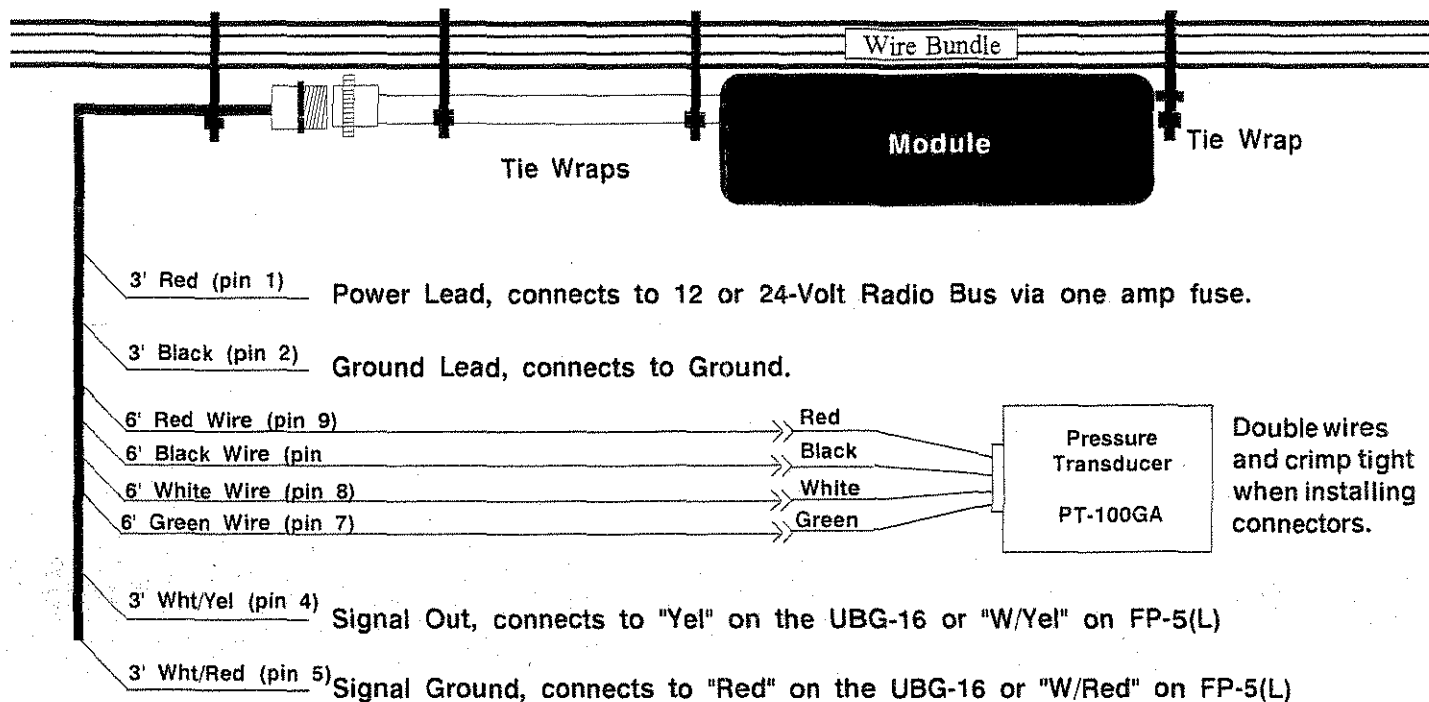 Wire Bundle
Module
Tie Wrap
Tie Wraps
3' Red (pin 1)
Power Lead, connects to 12 or 24-Volt Radio Bus via one amp fuse.
3' Black (pin 2)
Ground Lead, connects to Ground.
6' Red Wire (pin 9)
Red
6' Black Wire (pin
Black
6' White Wire (pin 8)
White
6' Green Wire (pin 7)
Green
Pressure
Transducer
PT-100GA
Double wires
and crimp tight
when installing
connectors.
3' Wht/Yel (pin 4)
Signal Out, connects to "Yel" on the UBG-16 or "W/Yel" on FP-5(L)
3' Wht/Red (pin 5)
Signal Ground, connects to "Red" on the UBG-16 or "W/Red" on FP-5(L)